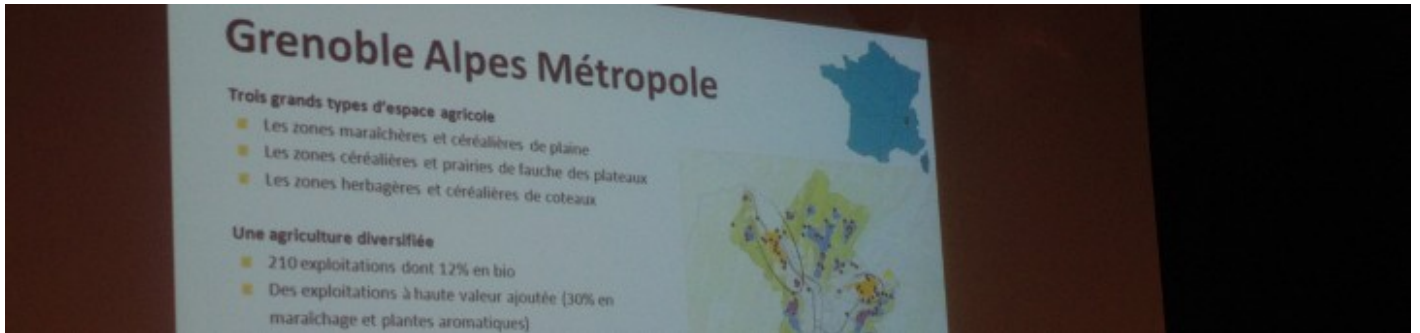 Grenoble Alpes Métropole
Trois grands types d'espace agricole
Les zones maraîchères et céréalières de plaine
Les zones céréalières et prairies de fauche des plateaux
Les zones herbagères et céréalières de coteaux
Une agriculture diversifiée
210 exploitations dont 12% en bio
Des exploitations à haute valeur ajoutée (30% en
maraîchage et plantes aromatiques)